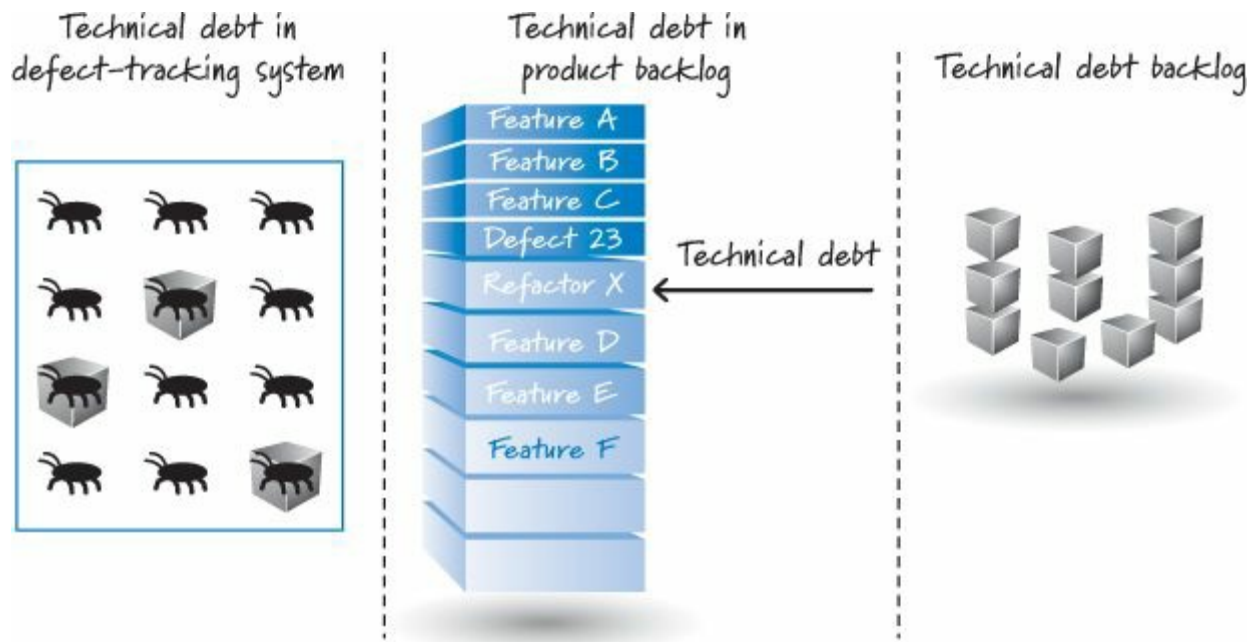 Technical debt in
defect-tracking system
Technical debt in
product backlog
Feature A
Feature B
Feature C
Defect 23
Refactor X
Feature D
Feature E
Feature F
Technical debt
Technical debt backlog